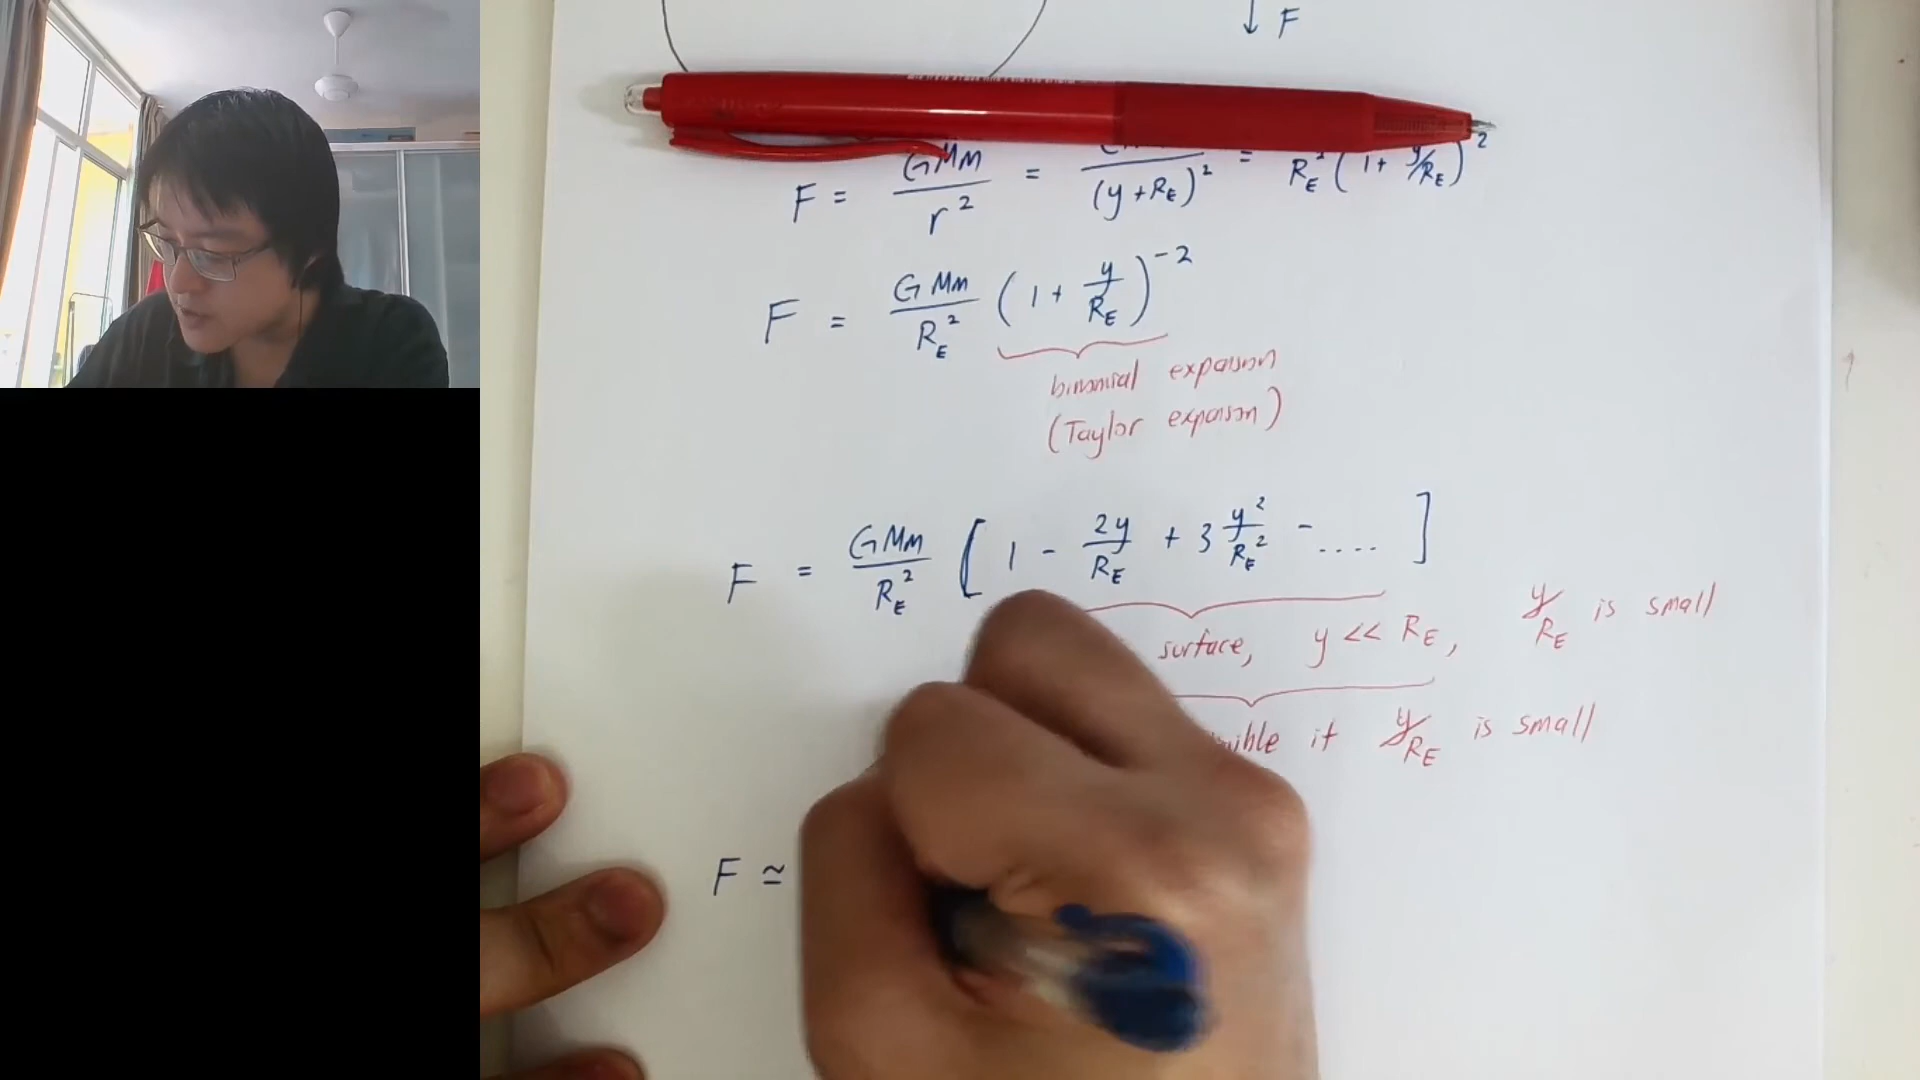 ↓ F
F = GMm / r² = / (y + R_E)² = R_E² (1 + y/R_E)²
F = GMm / R_E² (1 + y/R_E)⁻²
binomial expansion
(Taylor expansion)
F = GMm / R_E² [ 1 - 2y/R_E + 3 y²/R_E² - .... ]
surface, y << R_E, y/R_E is small
if y/R_E is small
F ≃